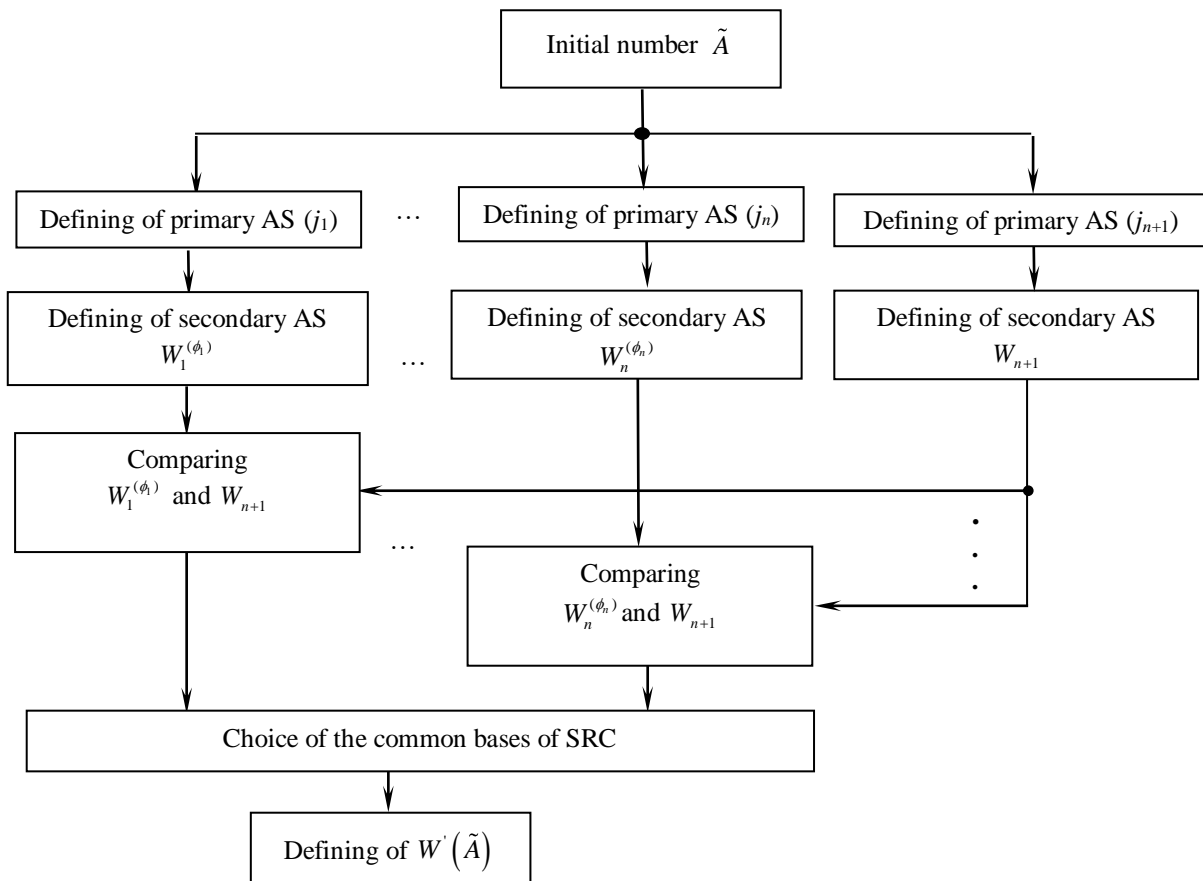 Initial number Ã
Defining of primary AS (j₁)
…
Defining of primary AS (jₙ)
Defining of primary AS (jₙ₊₁)
Defining of secondary AS
W₁^(ϕ₁)
…
Defining of secondary AS
Wₙ^(ϕₙ)
Defining of secondary AS
Wₙ₊₁
Comparing
W₁^(ϕ₁) and Wₙ₊₁
…
Comparing
Wₙ^(ϕₙ) and Wₙ₊₁
Choice of the common bases of SRC
Defining of W'(Ã)